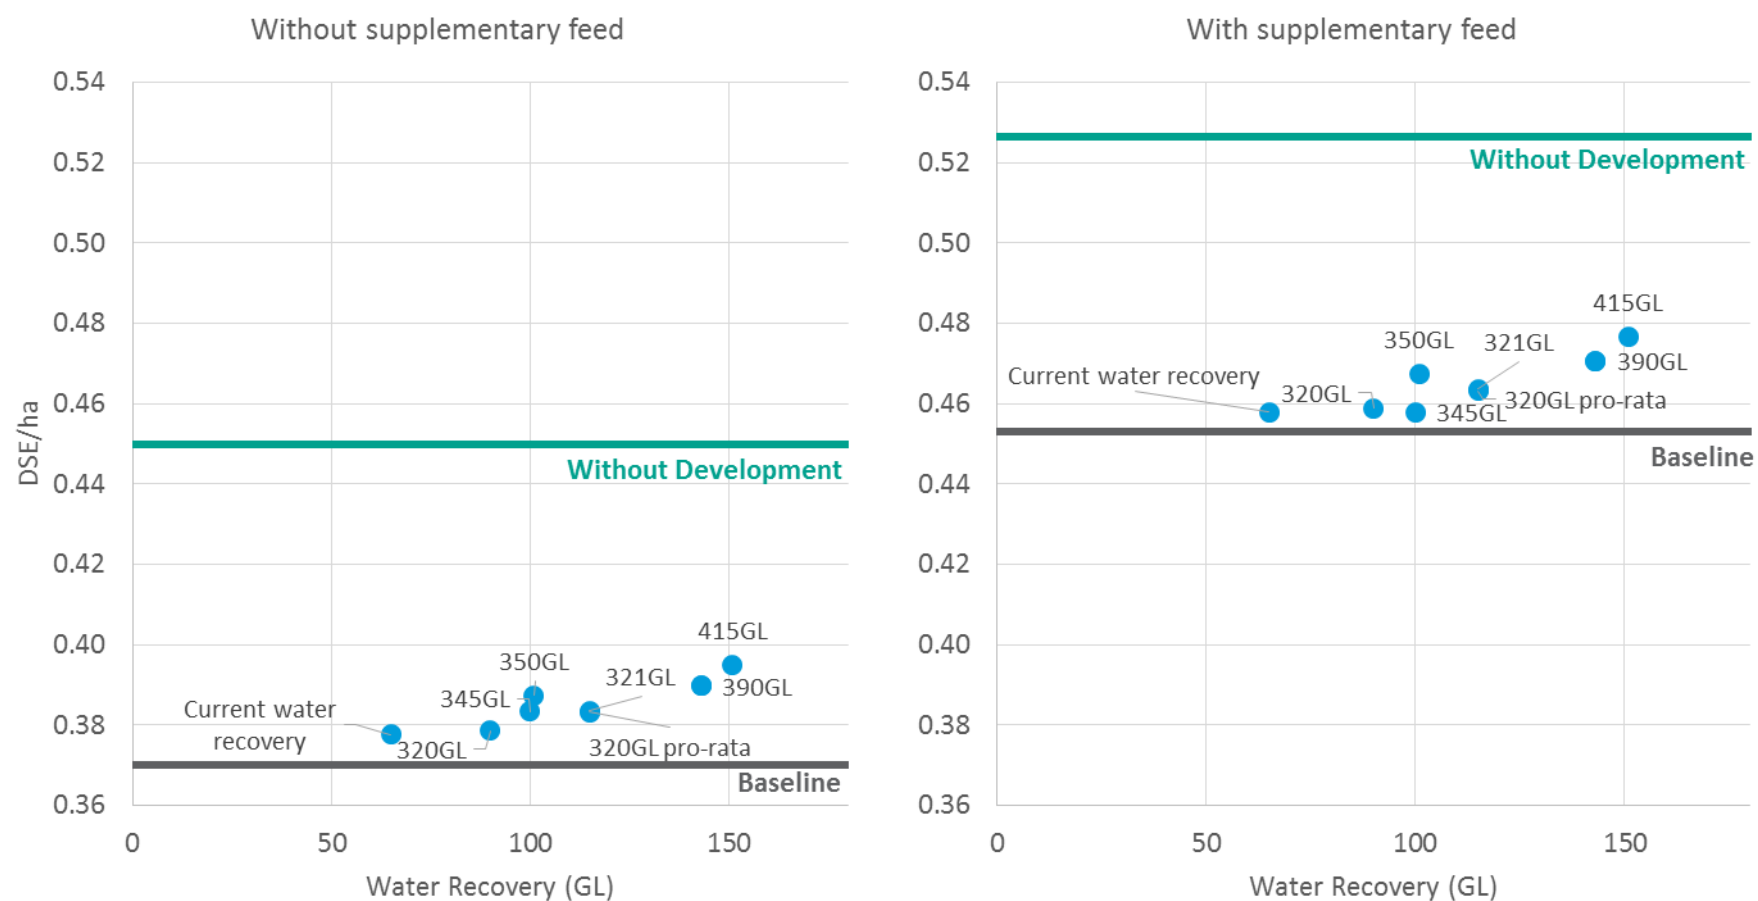 Without supplementary feed
DSE/ha
0.54
0.52
0.50
0.48
0.46
0.44
0.42
0.40
0.38
0.36
Without Development
415GL
350GL
321GL
390GL
345GL
Current water
recovery
320GL
320GL pro-rata
Baseline
0
50
100
150
Water Recovery (GL)
With supplementary feed
0.54
0.52
0.50
0.48
0.46
0.44
0.42
0.40
0.38
0.36
Without Development
415GL
350GL
321GL
390GL
Current water recovery
320GL
320GL pro-rata
345GL
Baseline
0
50
100
150
Water Recovery (GL)